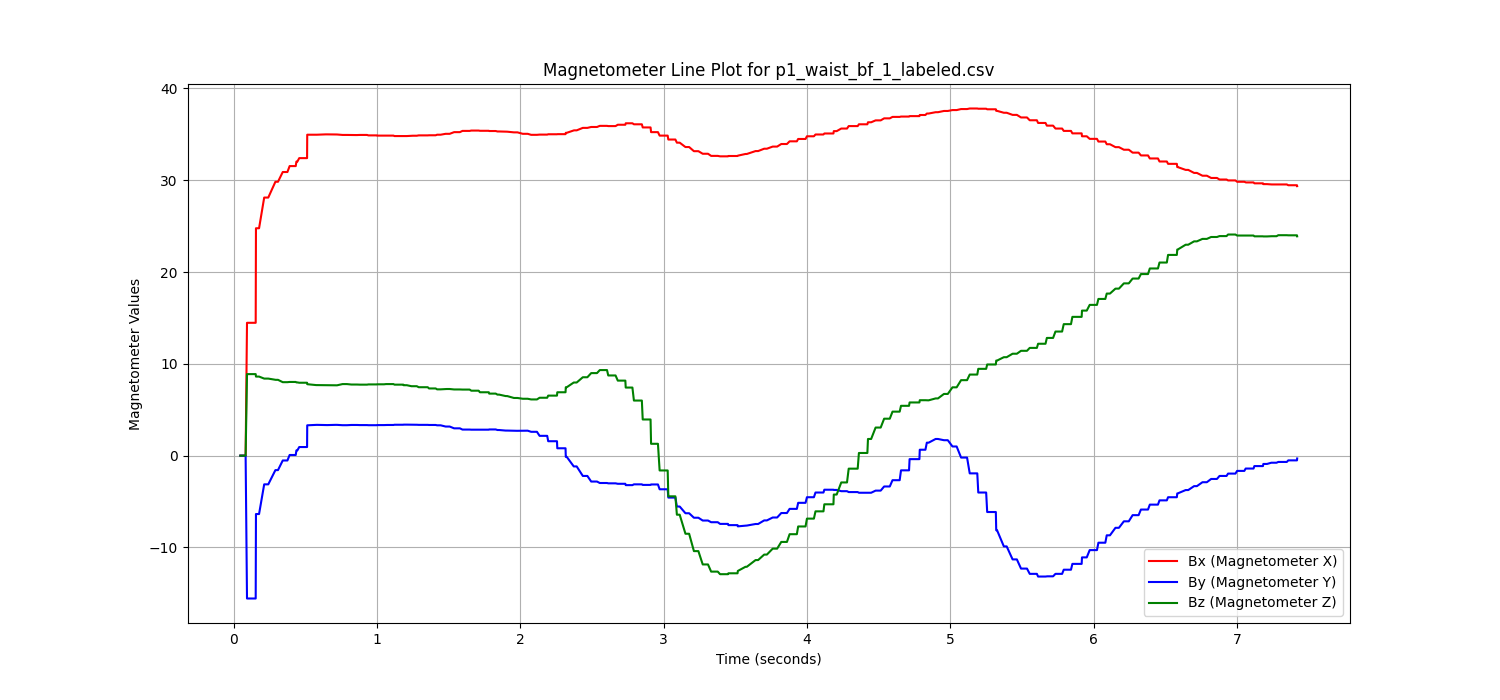 Magnetometer Line Plot for p1_waist_bf_1_labeled.csv
Magnetometer Values
40
30
20
10
0
−10
0 1 2 3 4 5 6 7
Time (seconds)
Bx (Magnetometer X)
By (Magnetometer Y)
Bz (Magnetometer Z)